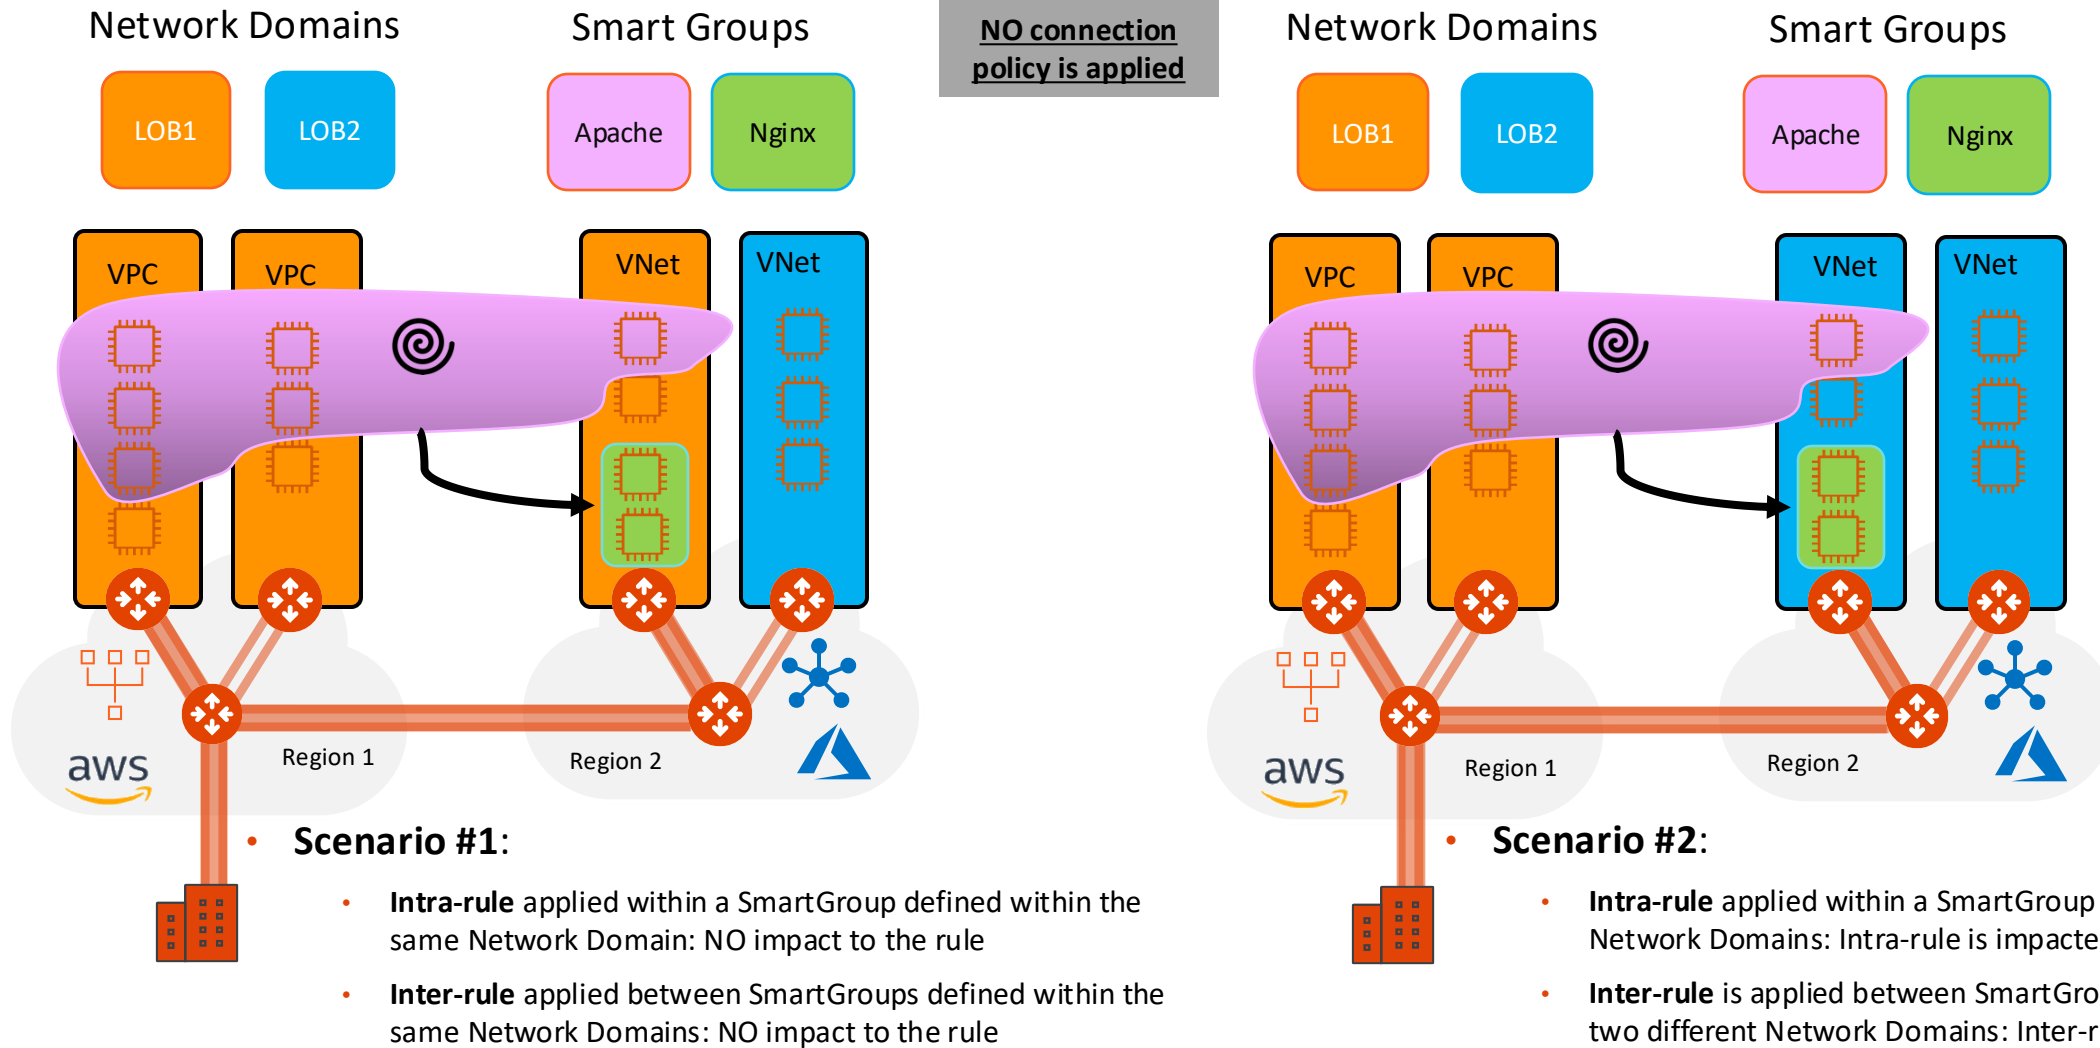 Network Domains
Smart Groups
LOB1
LOB2
Apache
Nginx
NO connection
policy is applied
Network Domains
Smart Groups
LOB1
LOB2
Apache
Nginx
VPC
VPC
VNet
VNet
VPC
VPC
VNet
VNet
aws
Region 1
Region 2
aws
Region 1
Region 2
• Scenario #1:
• Intra-rule applied within a SmartGroup defined within the
same Network Domain: NO impact to the rule
• Inter-rule applied between SmartGroups defined within the
same Network Domains: NO impact to the rule
• Scenario #2:
• Intra-rule applied within a SmartGroup
Network Domains: Intra-rule is impacte
• Inter-rule is applied between SmartGro
two different Network Domains: Inter-r